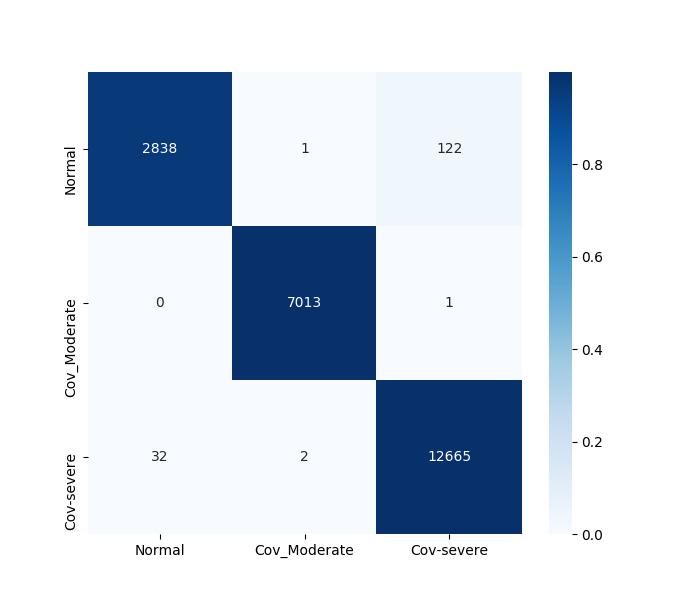 Normal
2838 1 122
Cov_Moderate
0 7013 1
Cov-severe
32 2 12665
Normal Cov_Moderate Cov-severe
0.8
0.6
0.4
0.2
0.0